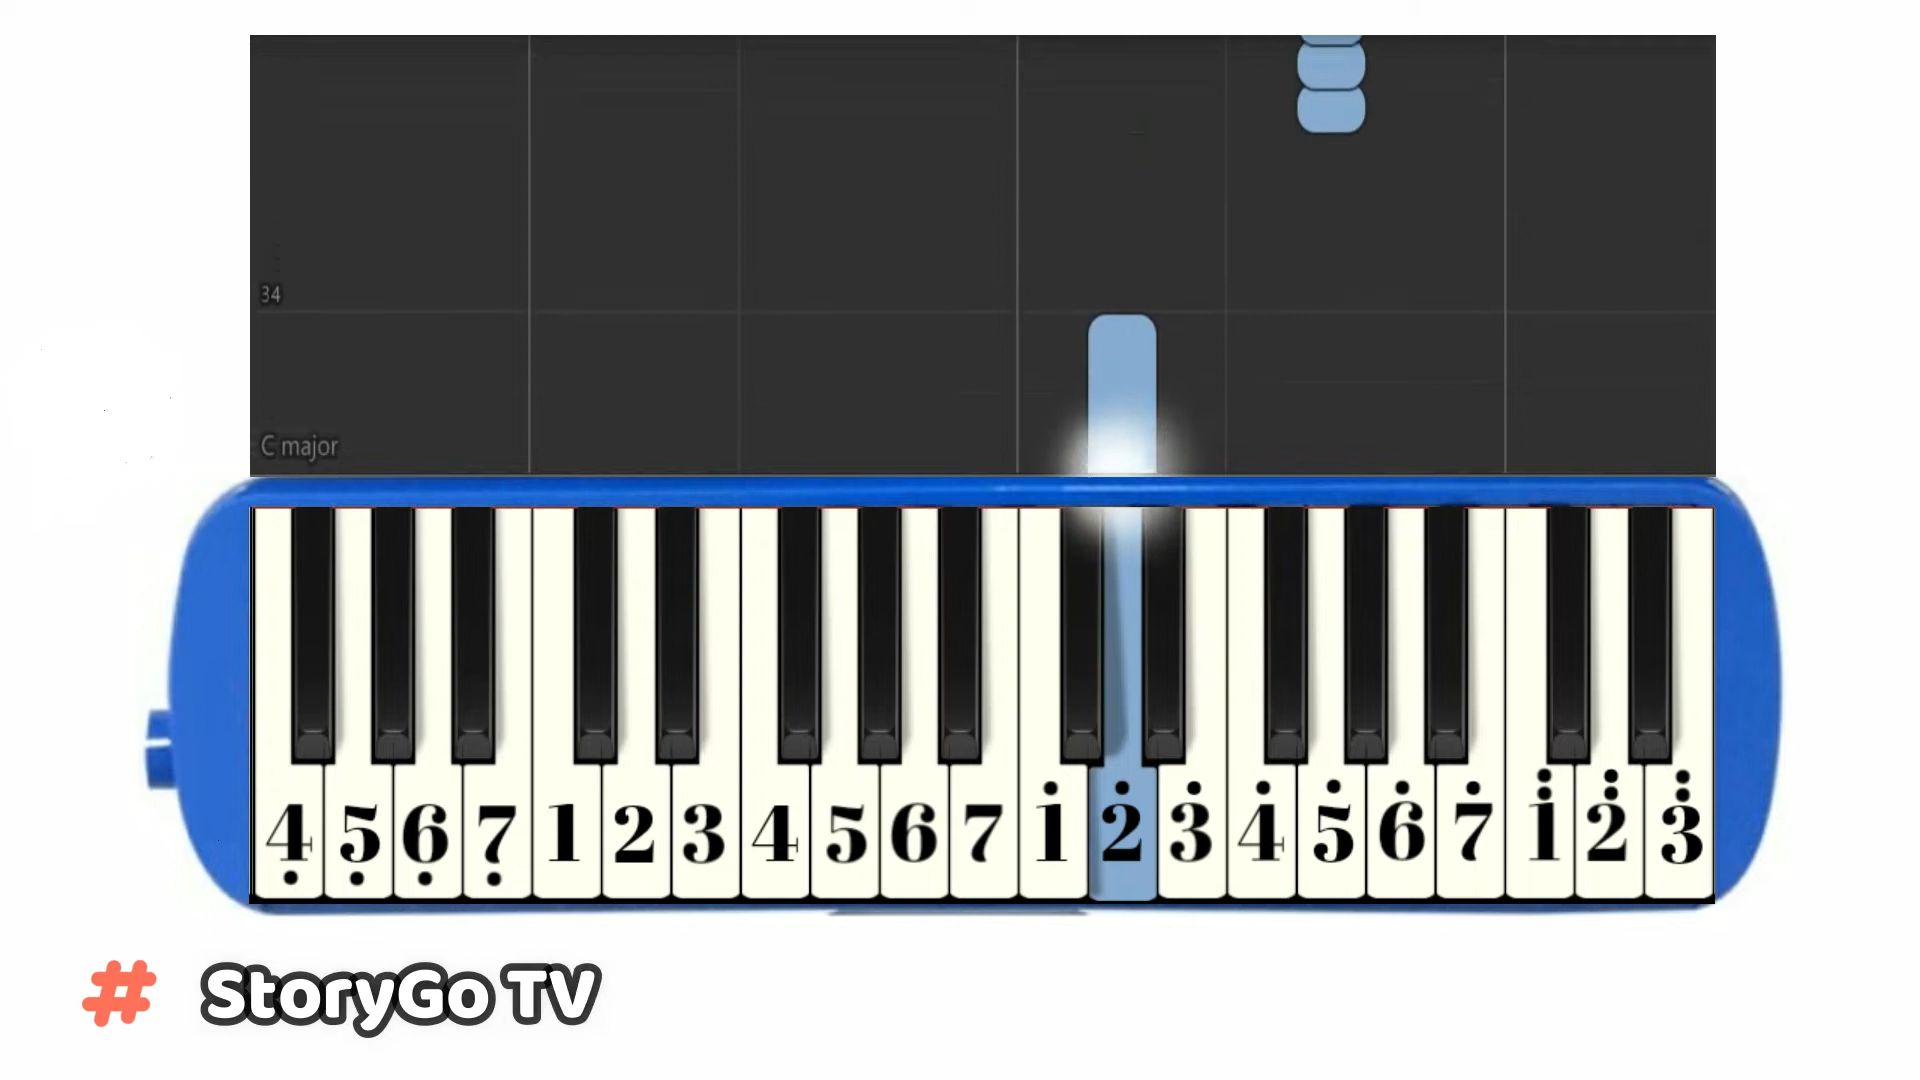 34
C major
4̣ 5̣ 6̣ 7̣ 1 2 3 4 5 6 7 1̇ 2̇ 3̇ 4̇ 5̇ 6̇ 7̇ 1̈ 2̈ 3̈
# StoryGo TV